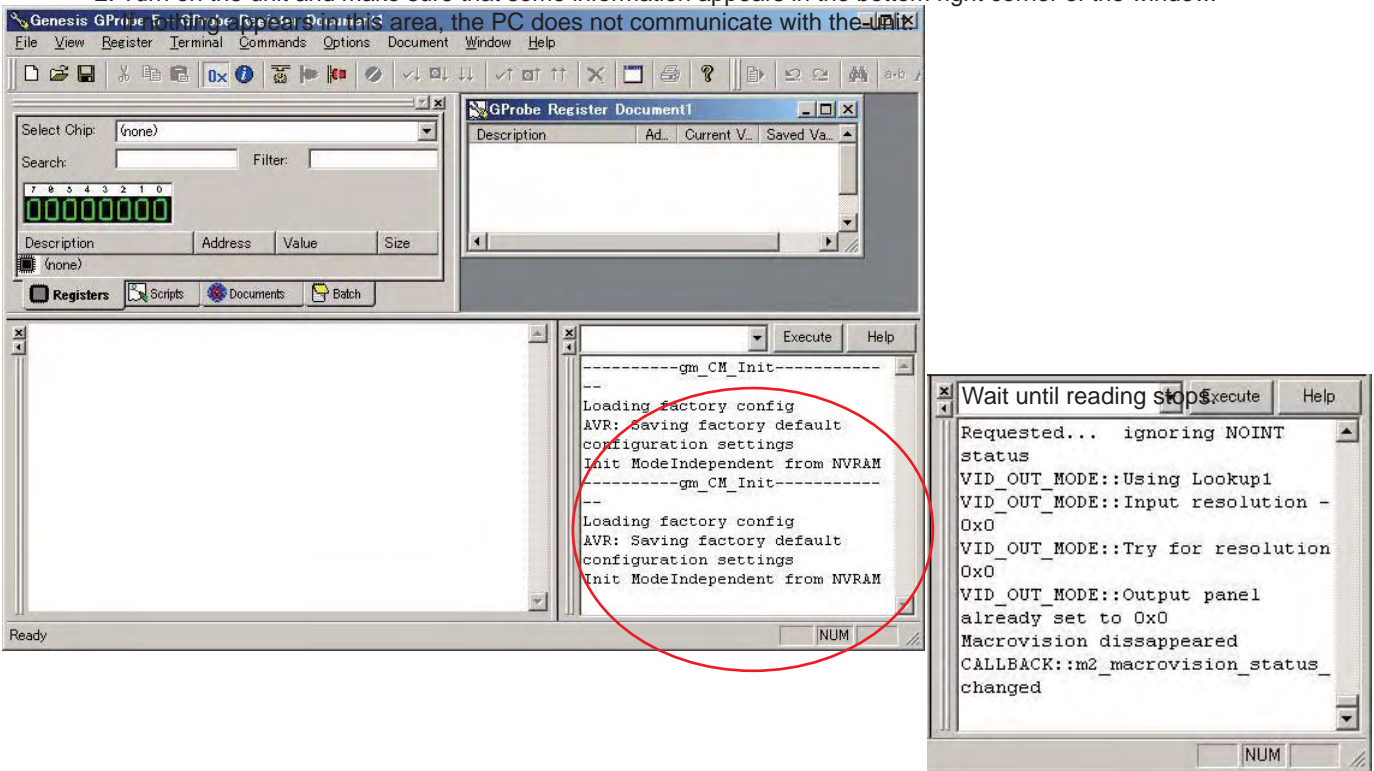 2. Turn on the unit and make sure that some information appears in the bottom right corner of the window.
If nothing appears in this area, the PC does not communicate with the unit.
Genesis GProbe 5 - GProbe Register Document1
File View Register Terminal Commands Options Document Window Help
0x
a-b
Select Chip: (none)
Search: Filter:
7 6 5 4 3 2 1 0
00000000
Description Address Value Size
(none)
Registers Scripts Documents Batch
GProbe Register Document1
Description Ad... Current V... Saved Va...
Execute Help
----------gm_CM_Init-----------
--
Loading factory config
AVR: Saving factory default
configuration settings
Init ModeIndependent from NVRAM
----------gm_CM_Init-----------
--
Loading factory config
AVR: Saving factory default
configuration settings
Init ModeIndependent from NVRAM
Ready NUM
Wait until reading stops.
Execute Help
Requested... ignoring NOINT
status
VID_OUT_MODE::Using Lookup1
VID_OUT_MODE::Input resolution -
0x0
VID_OUT_MODE::Try for resolution
0x0
VID_OUT_MODE::Output panel
already set to 0x0
Macrovision dissappeared
CALLBACK::m2_macrovision_status_
changed
NUM